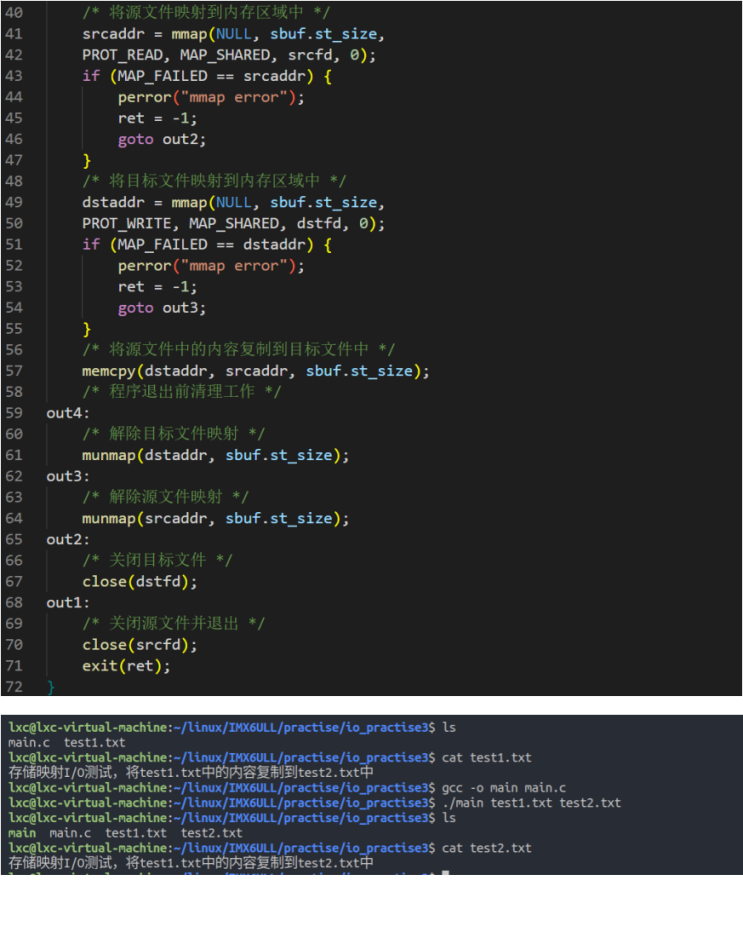 40 /* 将源文件映射到内存区域中 */
41 srcaddr = mmap(NULL, sbuf.st_size,
42 PROT_READ, MAP_SHARED, srcfd, 0);
43 if (MAP_FAILED == srcaddr) {
44 perror("mmap error");
45 ret = -1;
46 goto out2;
47 }
48 /* 将目标文件映射到内存区域中 */
49 dstaddr = mmap(NULL, sbuf.st_size,
50 PROT_WRITE, MAP_SHARED, dstfd, 0);
51 if (MAP_FAILED == dstaddr) {
52 perror("mmap error");
53 ret = -1;
54 goto out3;
55 }
56 /* 将源文件中的内容复制到目标文件中 */
57 memcpy(dstaddr, srcaddr, sbuf.st_size);
58 /* 程序退出前清理工作 */
59 out4:
60 /* 解除目标文件映射 */
61 munmap(dstaddr, sbuf.st_size);
62 out3:
63 /* 解除源文件映射 */
64 munmap(srcaddr, sbuf.st_size);
65 out2:
66 /* 关闭目标文件 */
67 close(dstfd);
68 out1:
69 /* 关闭源文件并退出 */
70 close(srcfd);
71 exit(ret);
72 }
lxc@lxc-virtual-machine:~/linux/IMX6ULL/practise/io_practise3$ ls
main.c test1.txt
lxc@lxc-virtual-machine:~/linux/IMX6ULL/practise/io_practise3$ cat test1.txt
存储映射I/O测试，将test1.txt中的内容复制到test2.txt中
lxc@lxc-virtual-machine:~/linux/IMX6ULL/practise/io_practise3$ gcc -o main main.c
lxc@lxc-virtual-machine:~/linux/IMX6ULL/practise/io_practise3$ ./main test1.txt test2.txt
lxc@lxc-virtual-machine:~/linux/IMX6ULL/practise/io_practise3$ ls
main main.c test1.txt test2.txt
lxc@lxc-virtual-machine:~/linux/IMX6ULL/practise/io_practise3$ cat test2.txt
存储映射I/O测试，将test1.txt中的内容复制到test2.txt中